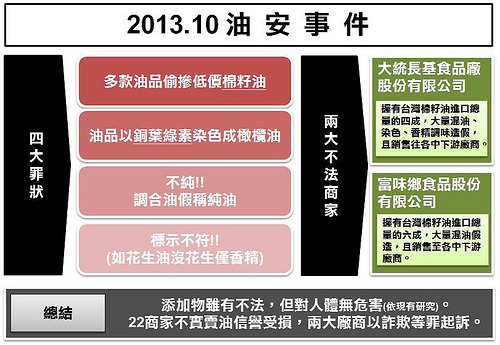 2013.10 油安事件
四大罪狀
多款油品偷摻低價棉籽油
油品以銅葉綠素染色成橄欖油
不純!!
調合油假稱純油
標示不符!!
(如花生油沒花生僅香精)
兩大不法商家
大統長基食品廠
股份有限公司
握有台灣棉籽油進口總
量的四成，大量混油、
染色、香精調味造假，
且銷售往各中下游廠商。
富味鄉食品股份
有限公司
握有台灣棉籽油進口總
量的六成，大量混油假
造，且銷售至各中下游
廠商。
總結
添加物雖有不法，但對人體無危害(依現有研究)。
22商家不實賣油信譽受損，兩大廠商以詐欺等罪起訴。